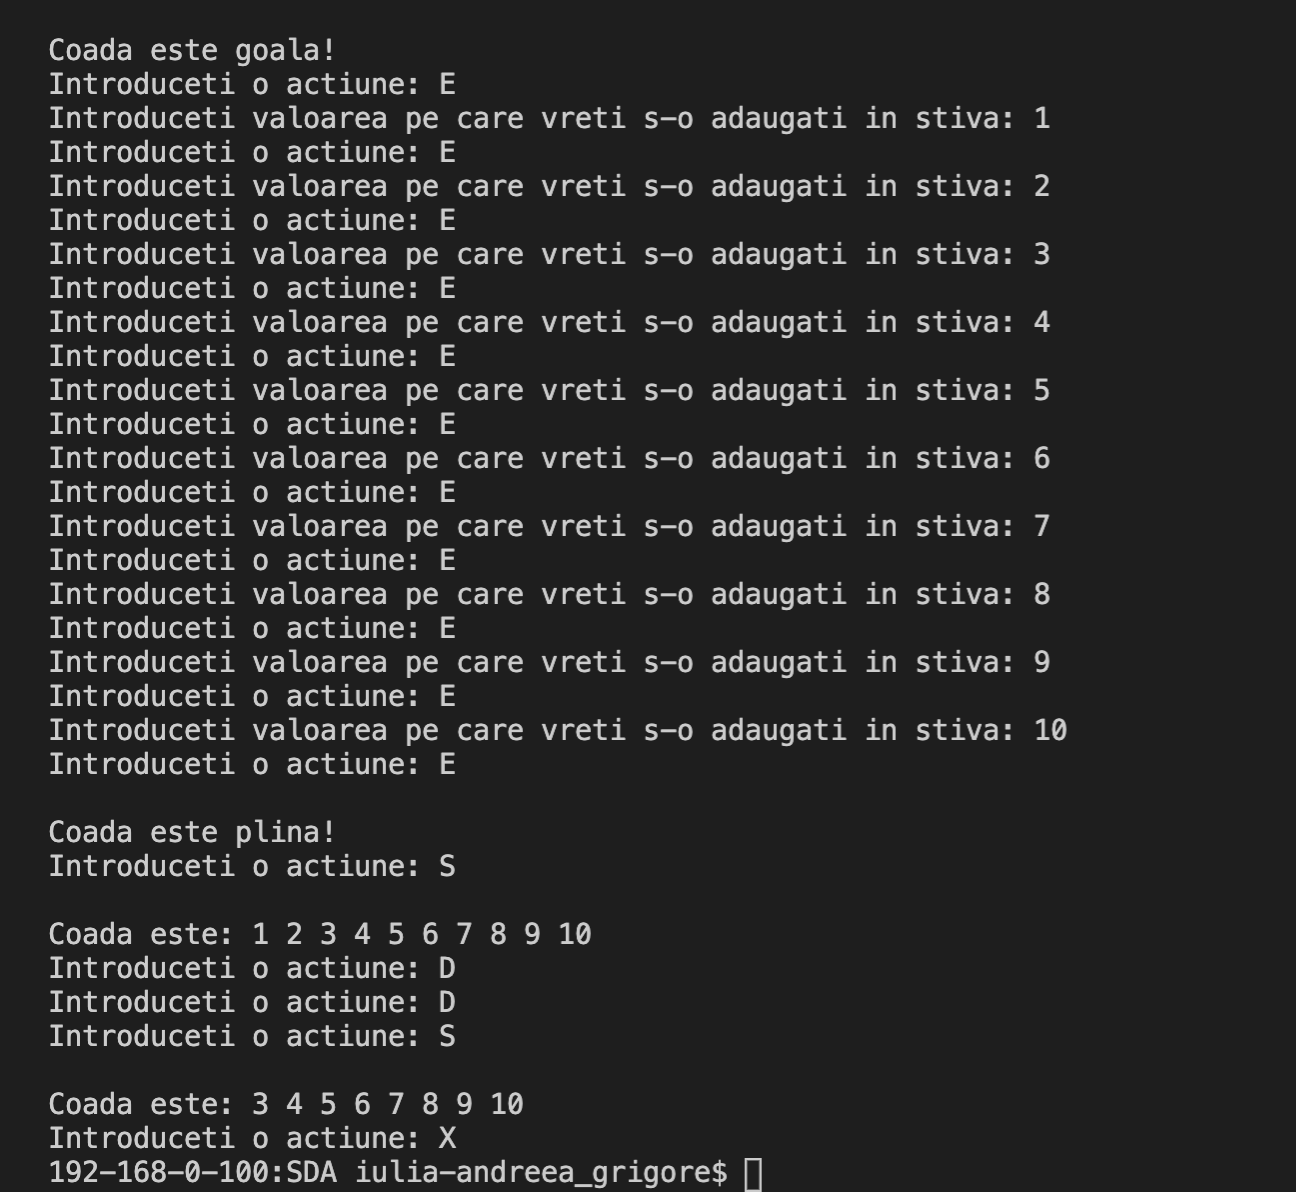 Coada este goala!
Introduceti o actiune: E
Introduceti valoarea pe care vreti s-o adaugati in stiva: 1
Introduceti o actiune: E
Introduceti valoarea pe care vreti s-o adaugati in stiva: 2
Introduceti o actiune: E
Introduceti valoarea pe care vreti s-o adaugati in stiva: 3
Introduceti o actiune: E
Introduceti valoarea pe care vreti s-o adaugati in stiva: 4
Introduceti o actiune: E
Introduceti valoarea pe care vreti s-o adaugati in stiva: 5
Introduceti o actiune: E
Introduceti valoarea pe care vreti s-o adaugati in stiva: 6
Introduceti o actiune: E
Introduceti valoarea pe care vreti s-o adaugati in stiva: 7
Introduceti o actiune: E
Introduceti valoarea pe care vreti s-o adaugati in stiva: 8
Introduceti o actiune: E
Introduceti valoarea pe care vreti s-o adaugati in stiva: 9
Introduceti o actiune: E
Introduceti valoarea pe care vreti s-o adaugati in stiva: 10
Introduceti o actiune: E
Coada este plina!
Introduceti o actiune: S
Coada este: 1 2 3 4 5 6 7 8 9 10
Introduceti o actiune: D
Introduceti o actiune: D
Introduceti o actiune: S
Coada este: 3 4 5 6 7 8 9 10
Introduceti o actiune: X
192-168-0-100:SDA iulia-andreea_grigore$